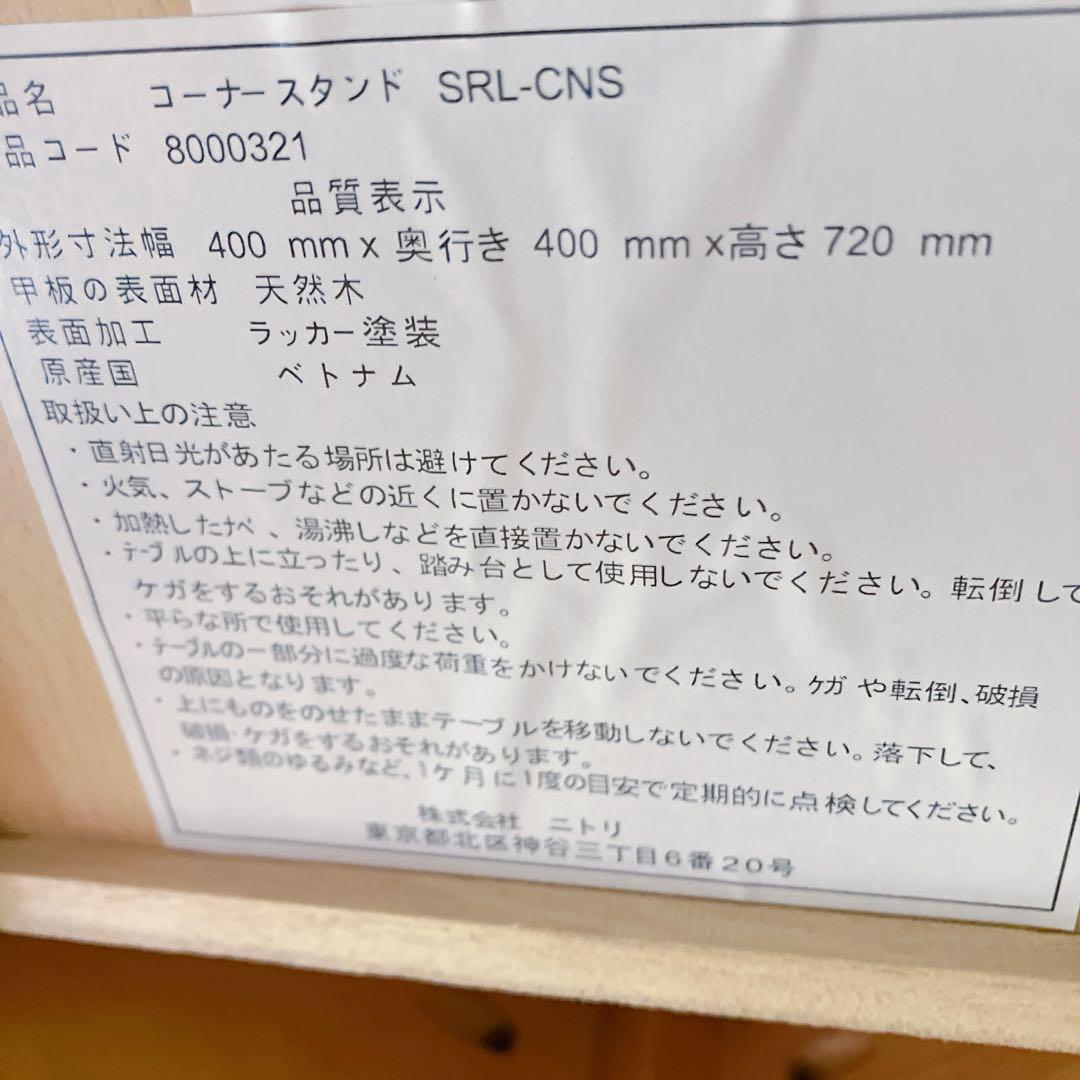 品名 コーナースタンド SRL-CNS
品コード 8000321
品質表示
外形寸法幅 400 mm x 奥行き 400 mm x高さ 720 mm
甲板の表面材 天然木
表面加工 ラッカー塗装
原産国 ベトナム
取扱い上の注意
・直射日光があたる場所は避けてください。
・火気、ストーブなどの近くに置かないでください。
・加熱したﾅﾍﾞ、湯沸しなどを直接置かないでください。
・ﾃｰﾌﾞﾙの上に立ったり、踏み台として使用しないでください。転倒して
ケガをするおそれがあります。
・平らな所で使用してください。
・ﾃｰﾌﾞﾙの一部分に過度な荷重をかけないでください。ｹｶﾞや転倒、破損
の原因となります。
・上にものをのせたままテーブルを移動しないでください。落下して、
破損・ケガをするおそれがあります。
・ネジ類のゆるみなど、1ケ月に1度の目安で定期的に点検してください。
株式会社 ニトリ
東京都北区神谷三丁目6番20号